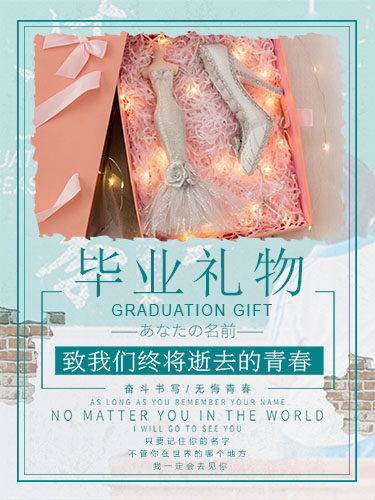 毕业礼物
GRADUATION GIFT
あなたの名前
致我们终将逝去的青春
奋斗书写/无悔青春
AS LONG AS YOU REMEMBER YOUR NAME
NO MATTER YOU IN THE WORLD
I WILL GO TO SEE YOU
只要记住你的名字
不管你在世界的哪个地方
我一定会去见你